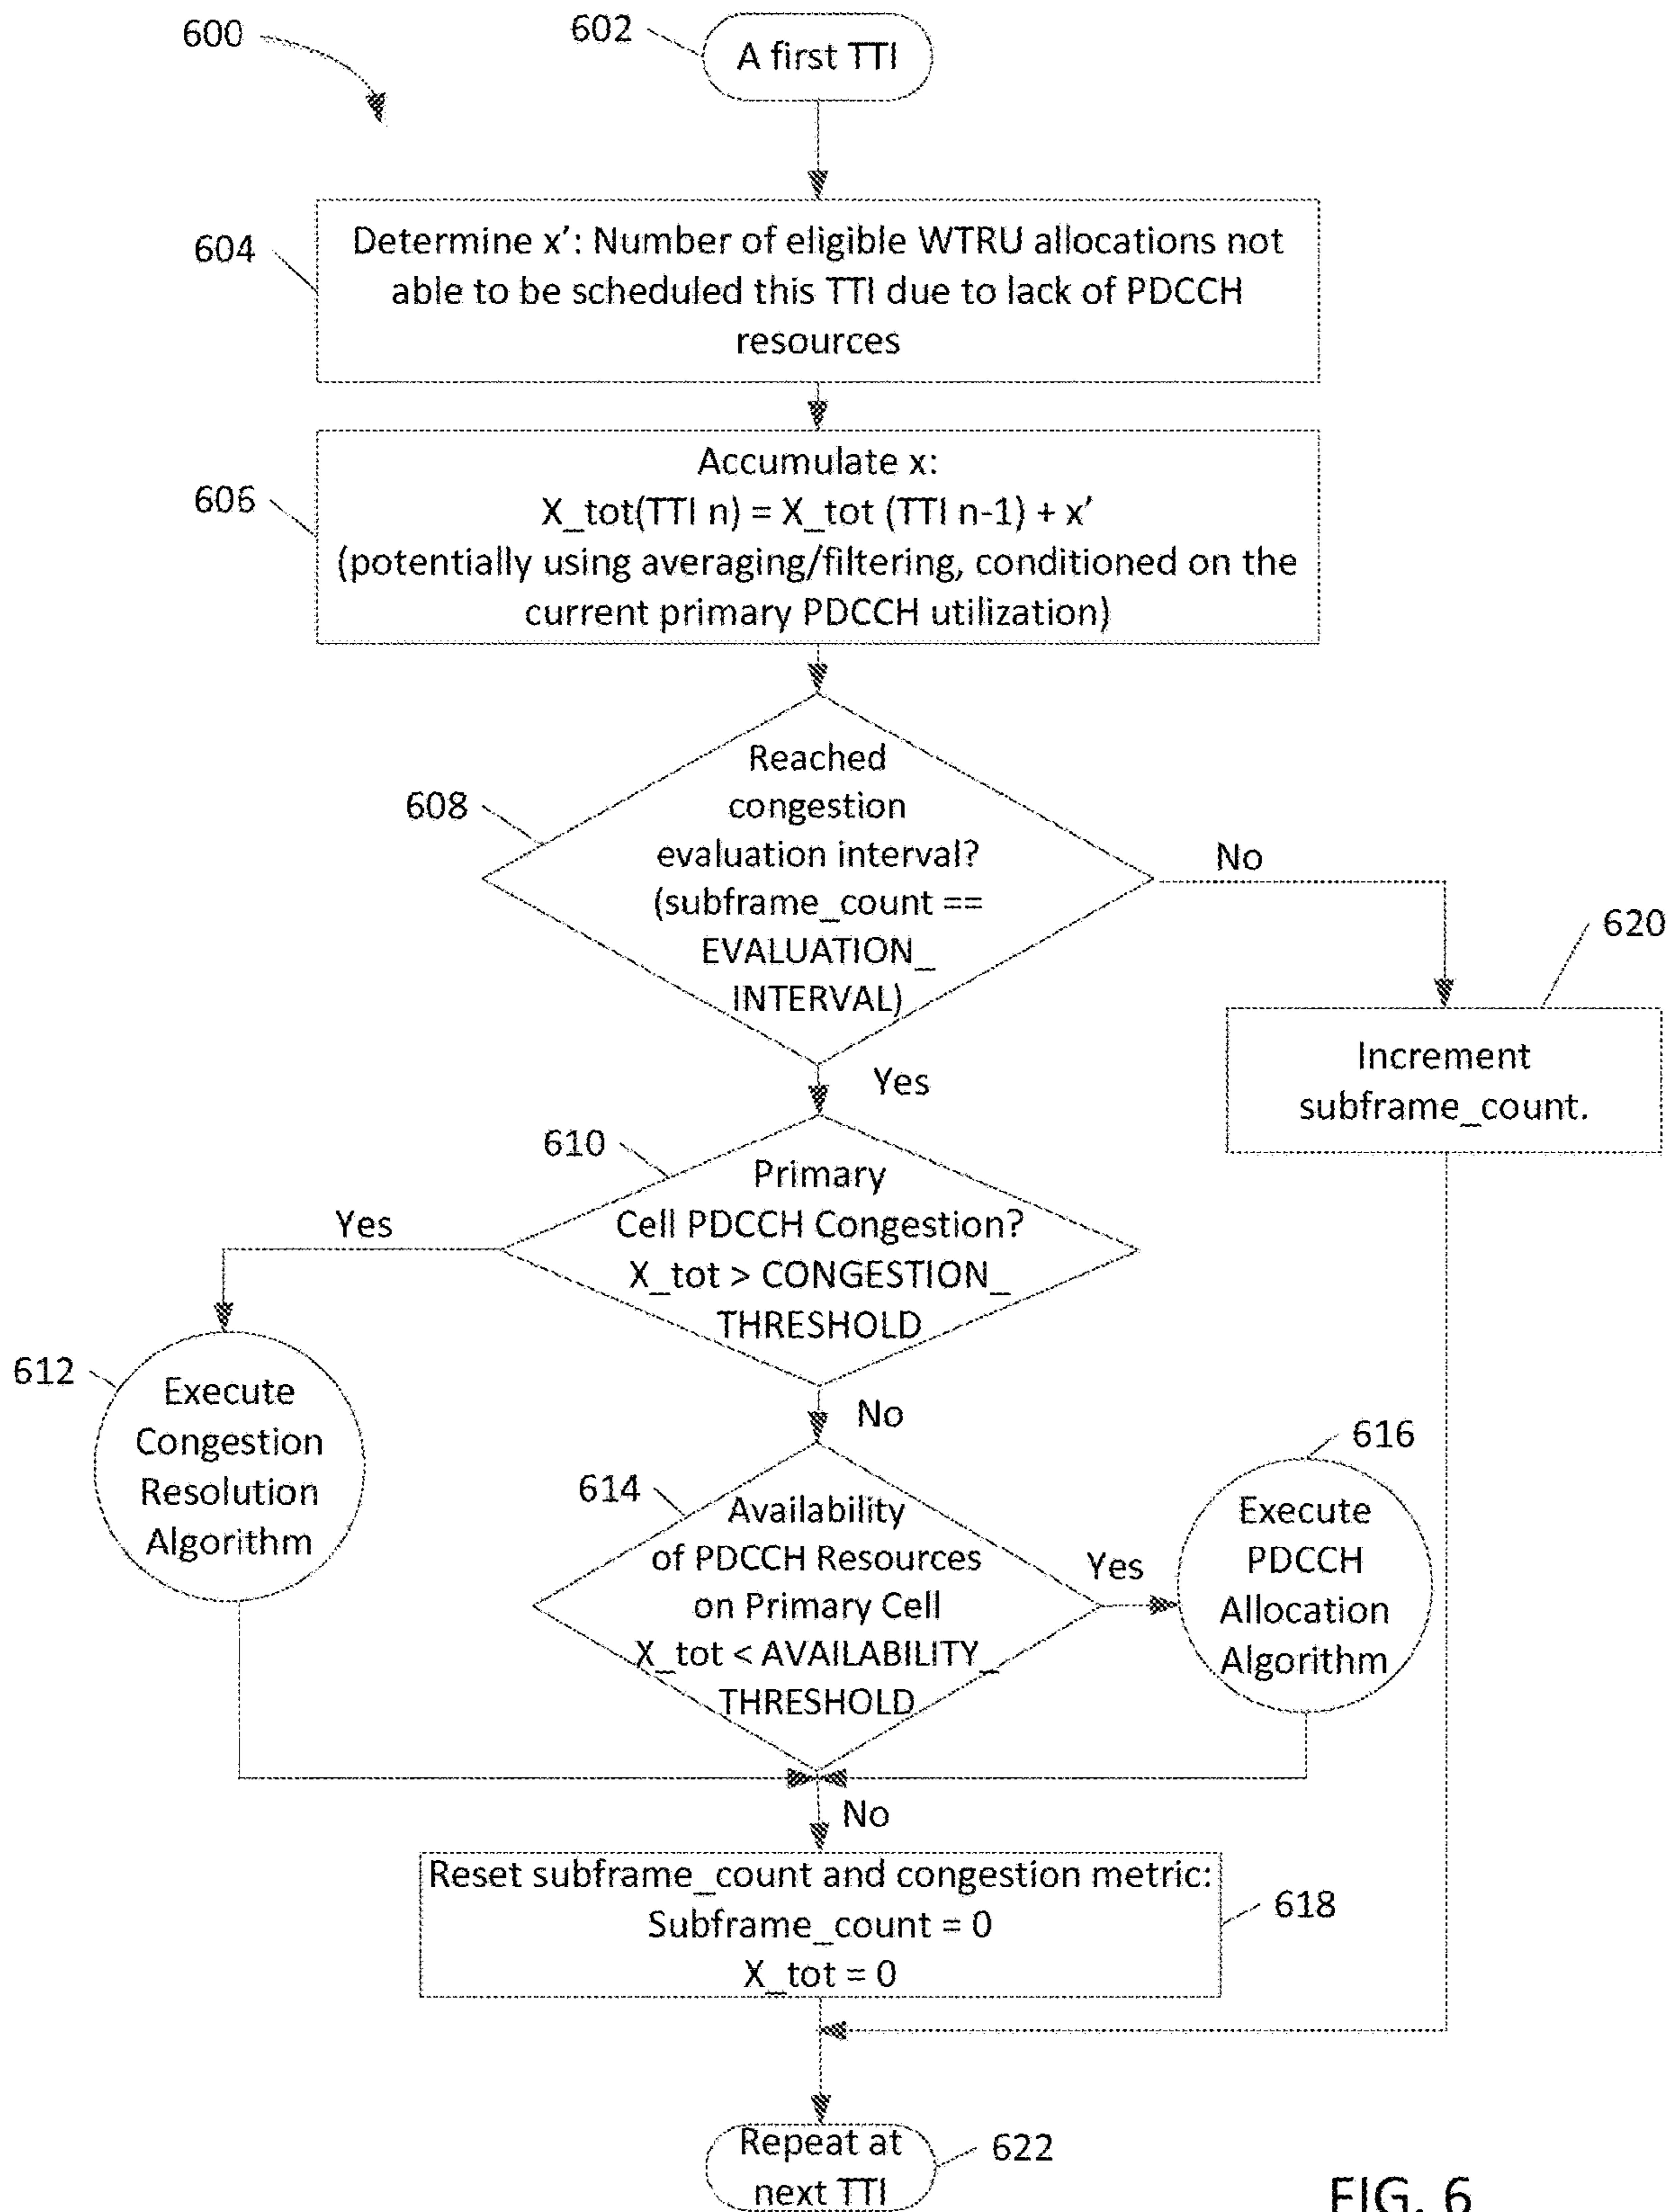 600
602
A first TTI
604
Determine x’: Number of eligible WTRU allocations not
able to be scheduled this TTI due to lack of PDCCH
resources
606
Accumulate x:
X_tot(TTI n) = X_tot (TTI n-1) + x’
(potentially using averaging/filtering, conditioned on the
current primary PDCCH utilization)
608
Reached
congestion
evaluation interval?
(subframe_count ==
EVALUATION_
INTERVAL)
No
620
Increment
subframe_count.
Yes
610
Primary
Cell PDCCH Congestion?
X_tot > CONGESTION_
THRESHOLD
Yes
612
Execute
Congestion
Resolution
Algorithm
No
614
Availability
of PDCCH Resources
on Primary Cell
X_tot < AVAILABILITY_
THRESHOLD
Yes
616
Execute
PDCCH
Allocation
Algorithm
No
Reset subframe_count and congestion metric:
Subframe_count = 0
X_tot = 0
618
Repeat at
next TTI
622
FIG. 6